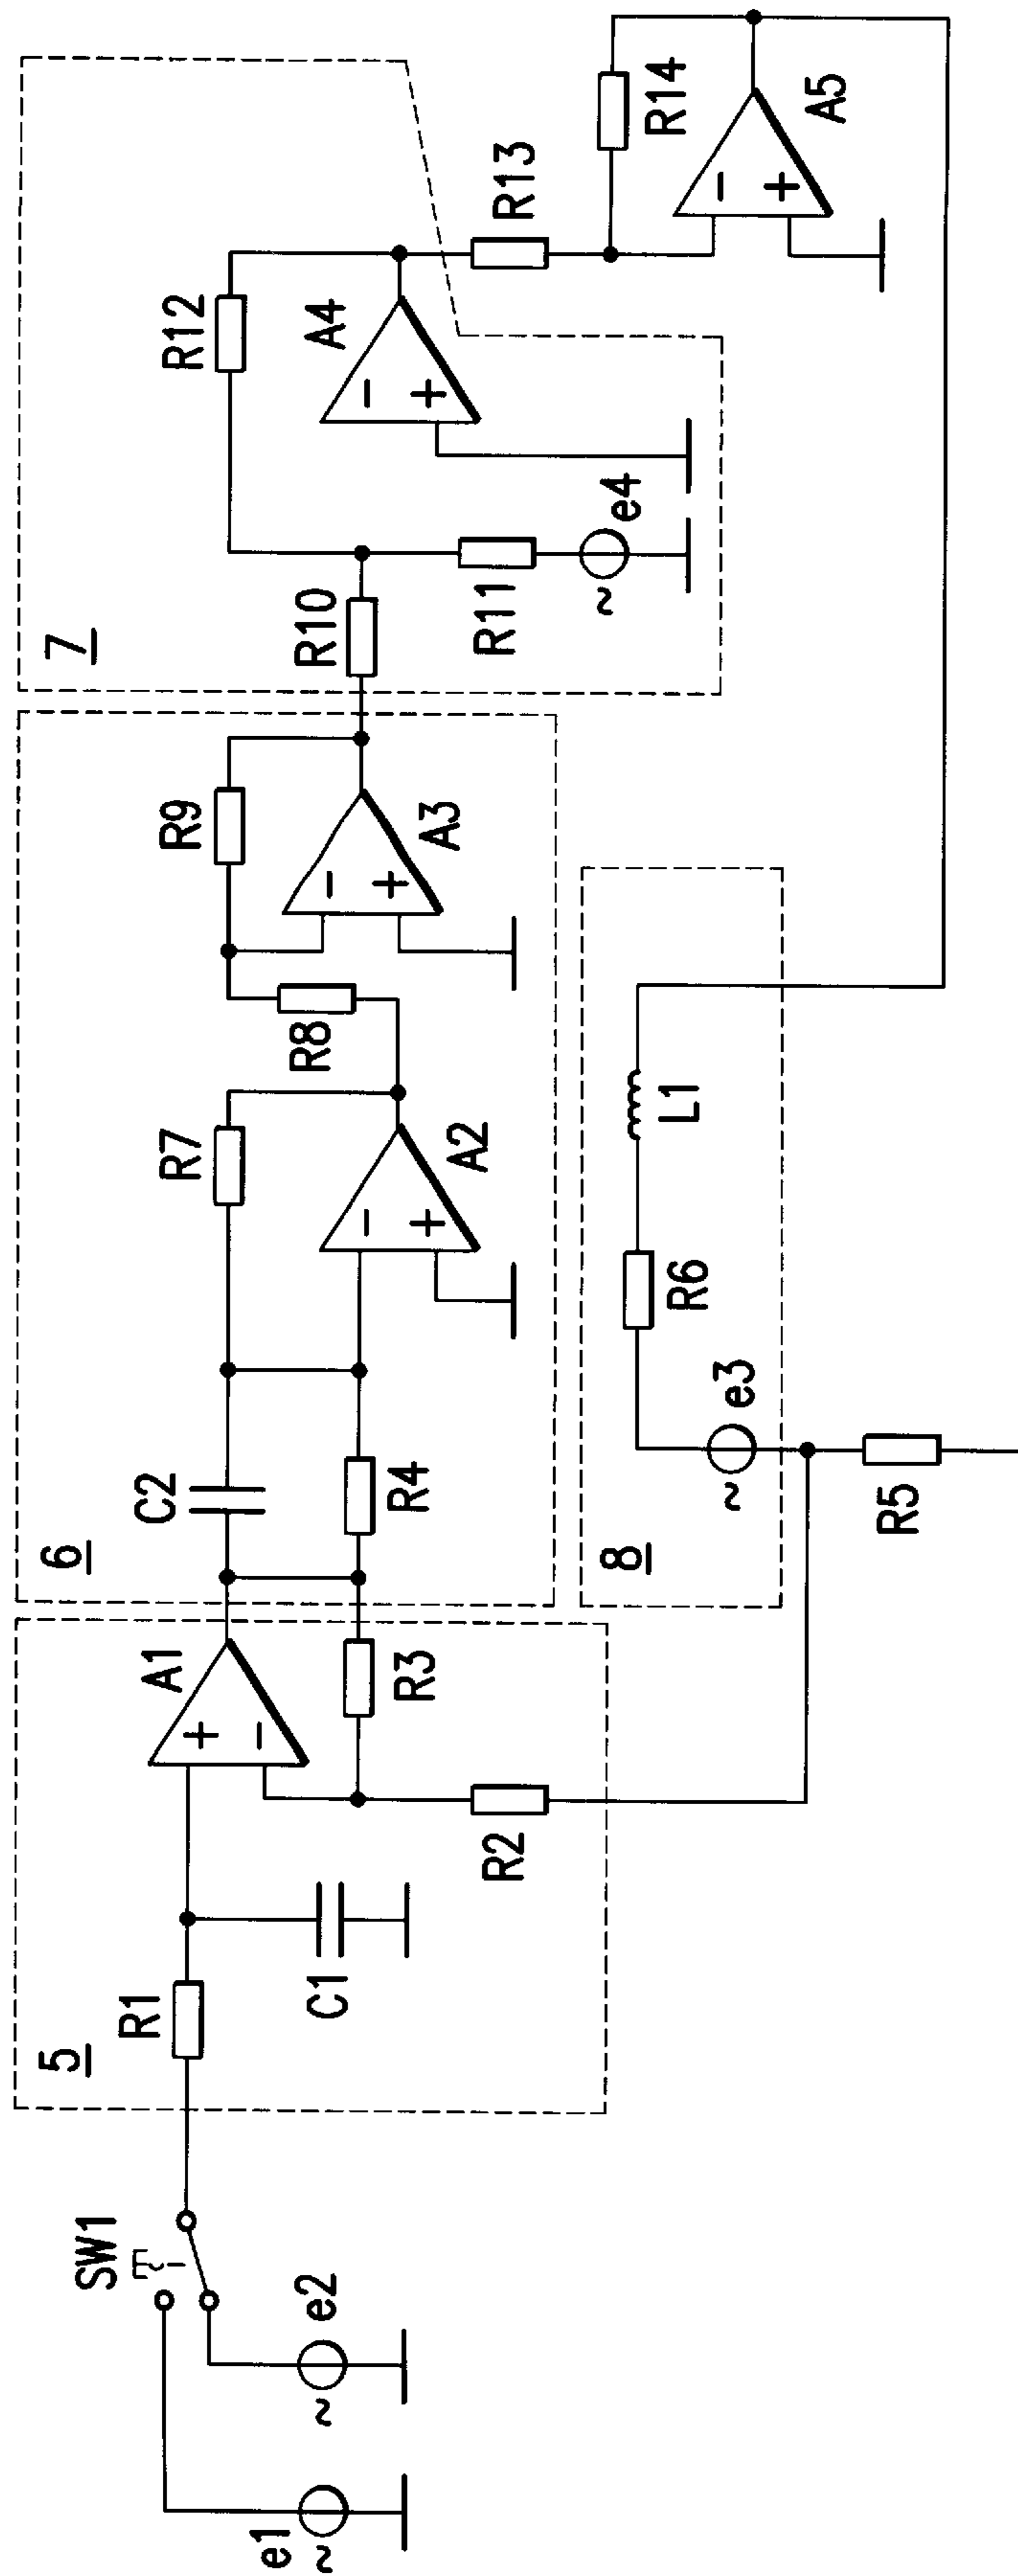 e1
~
e2
~
SW1
5
R1
C1
A1
+
−
R2
R3
6
C2
R4
R7
A2
−
+
R8
R9
A3
−
+
7
R10
R11
e4
~
R12
A4
−
+
R13
R14
A5
−
+
8
e3
~
R6
L1
R5